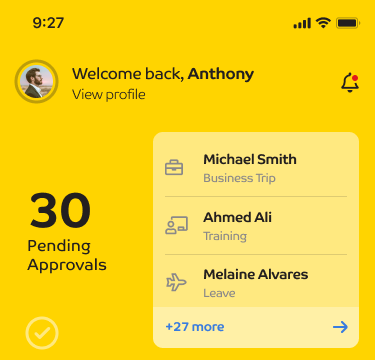 9:27
Welcome back, Anthony
View profile
30
Pending
Approvals
Michael Smith
Business Trip
Ahmed Ali
Training
Melaine Alvares
Leave
+27 more